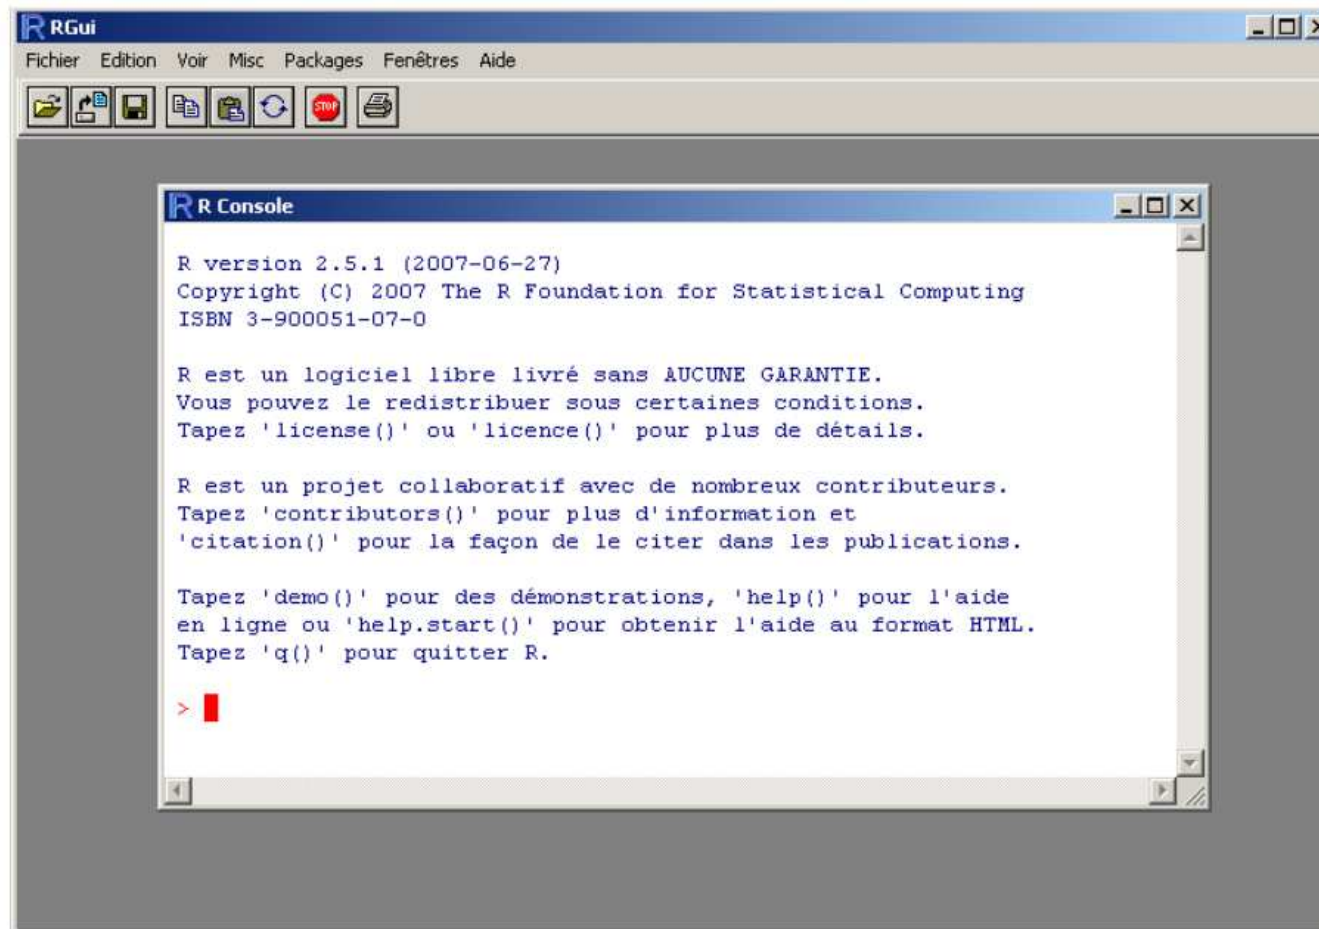 RGui
Fichier Edition Voir Misc Packages Fenêtres Aide
STOP
R Console
R version 2.5.1 (2007-06-27)
Copyright (C) 2007 The R Foundation for Statistical Computing
ISBN 3-900051-07-0
R est un logiciel libre livré sans AUCUNE GARANTIE.
Vous pouvez le redistribuer sous certaines conditions.
Tapez 'license()' ou 'licence()' pour plus de détails.
R est un projet collaboratif avec de nombreux contributeurs.
Tapez 'contributors()' pour plus d'information et
'citation()' pour la façon de le citer dans les publications.
Tapez 'demo()' pour des démonstrations, 'help()' pour l'aide
en ligne ou 'help.start()' pour obtenir l'aide au format HTML.
Tapez 'q()' pour quitter R.
>